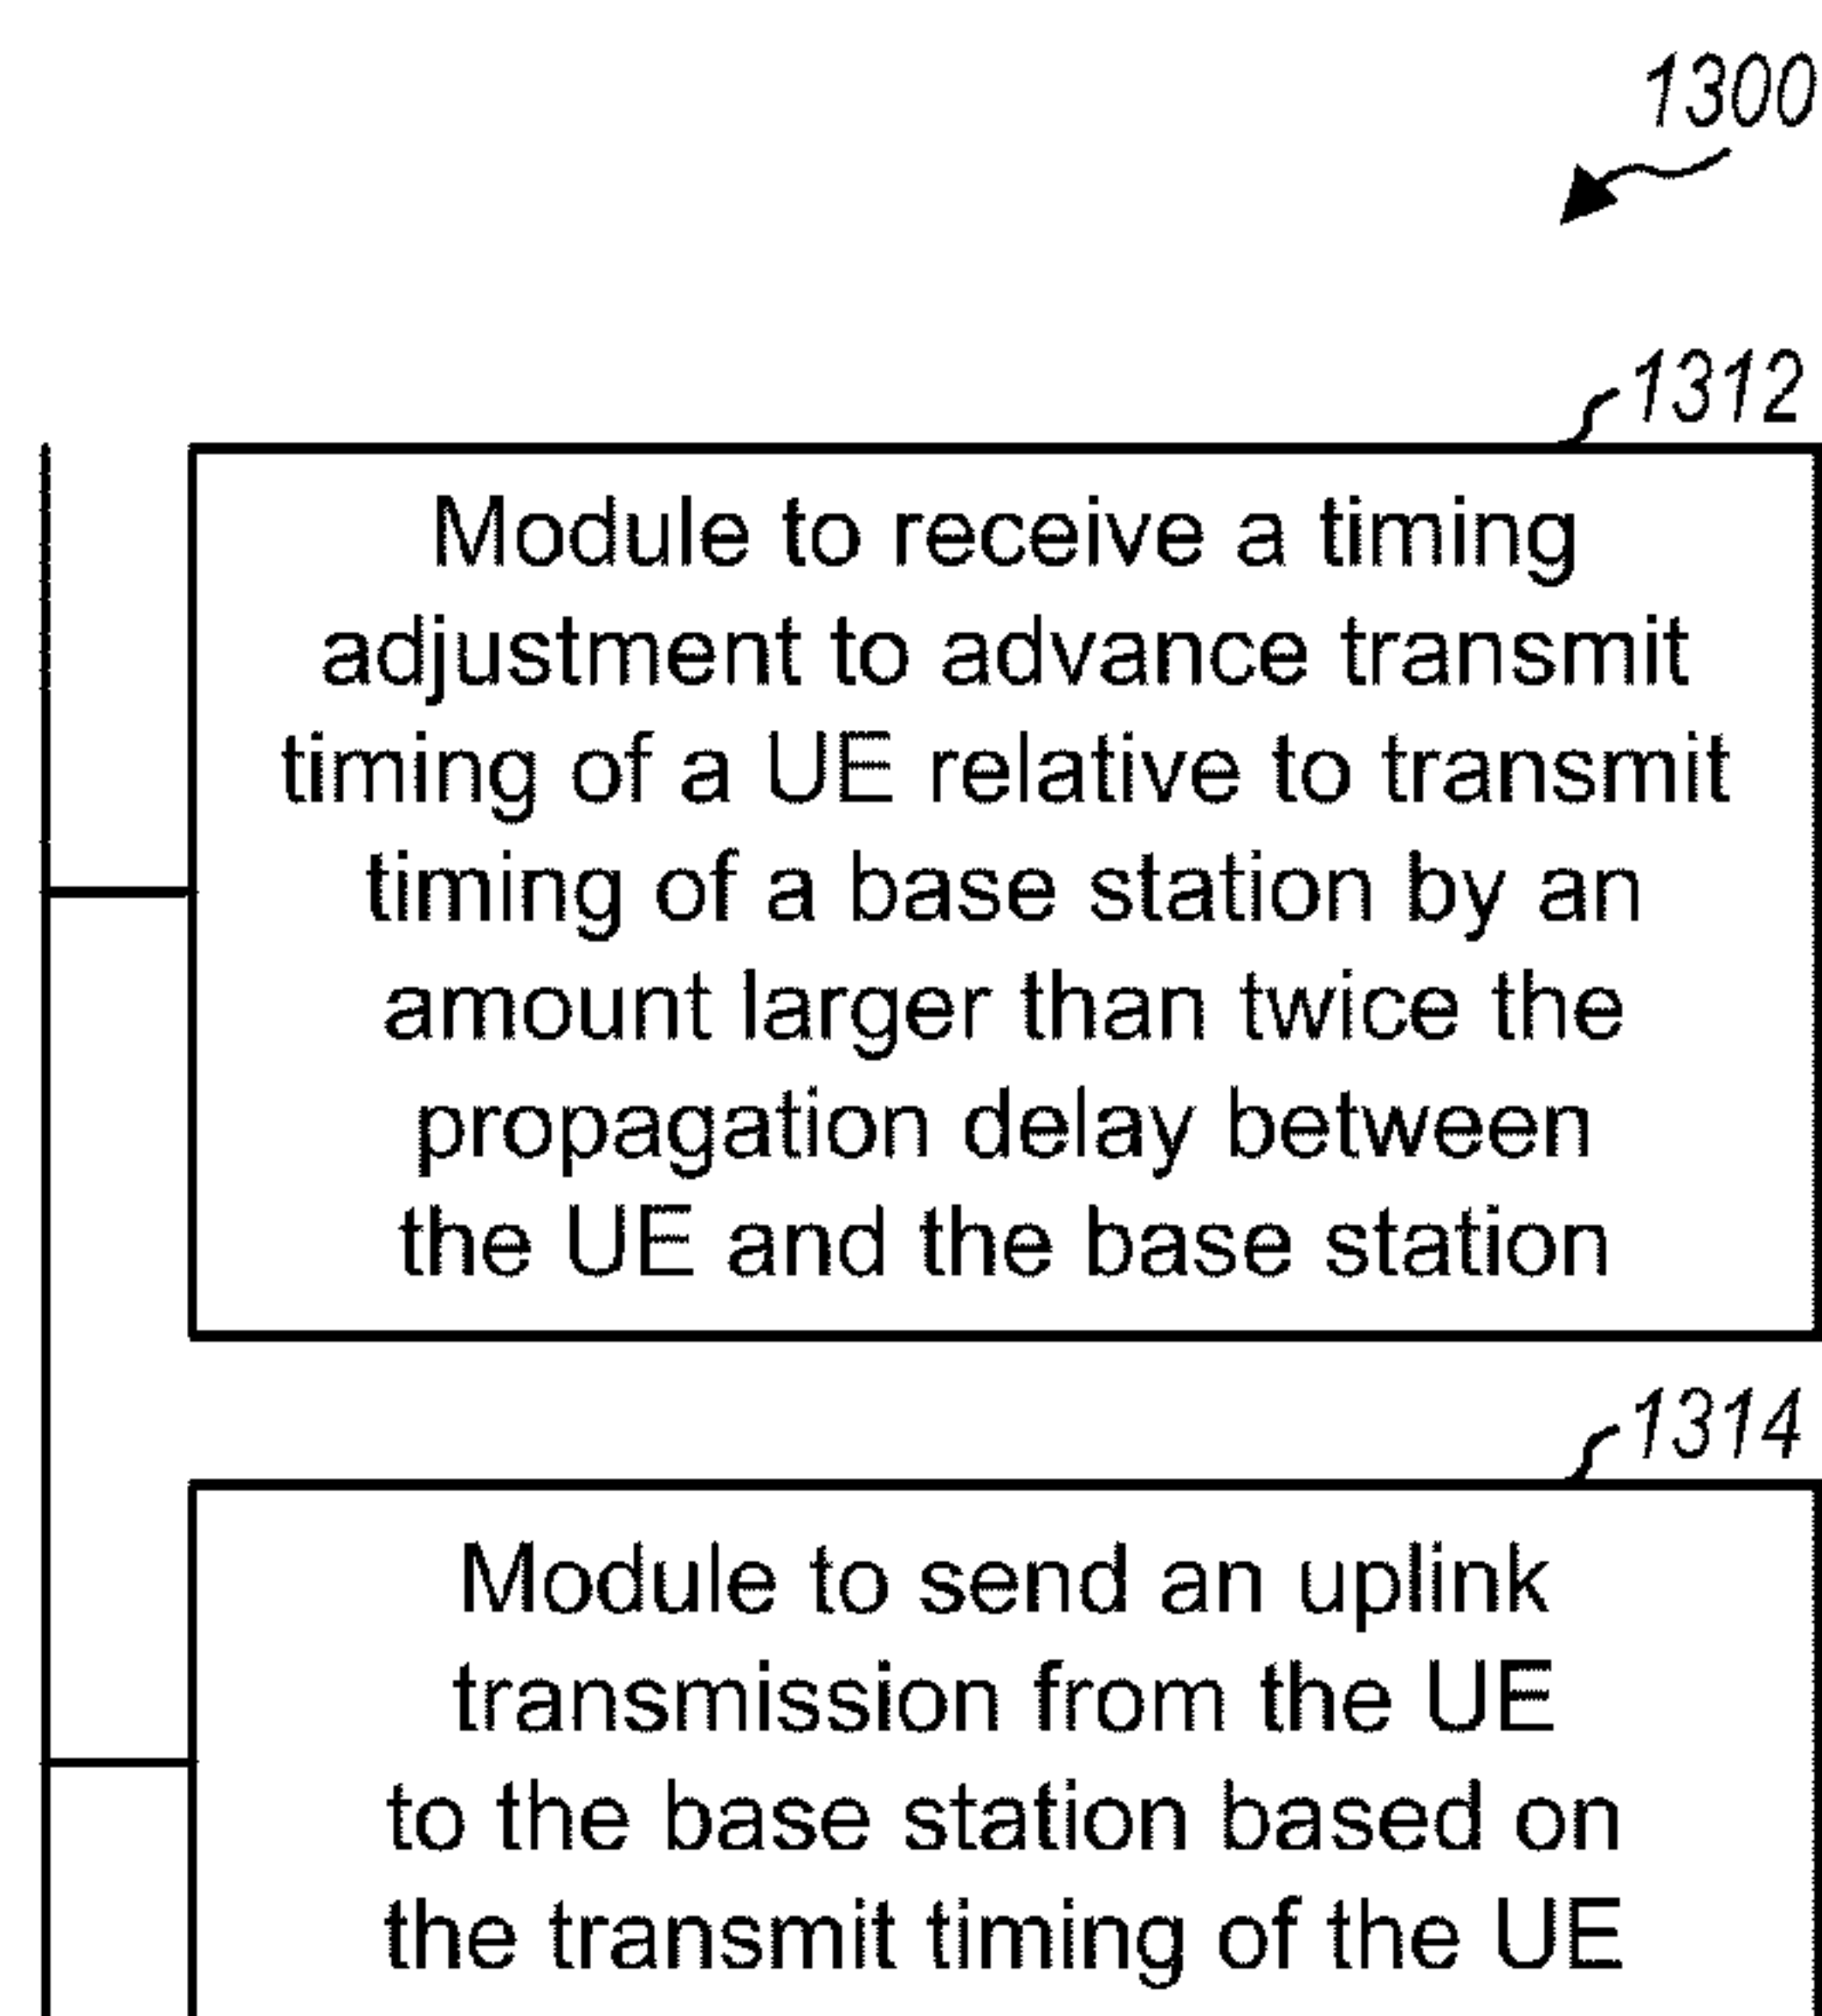 1300
1312
Module to receive a timing
adjustment to advance transmit
timing of a UE relative to transmit
timing of a base station by an
amount larger than twice the
propagation delay between
the UE and the base station
1314
Module to send an uplink
transmission from the UE
to the base station based on
the transmit timing of the UE